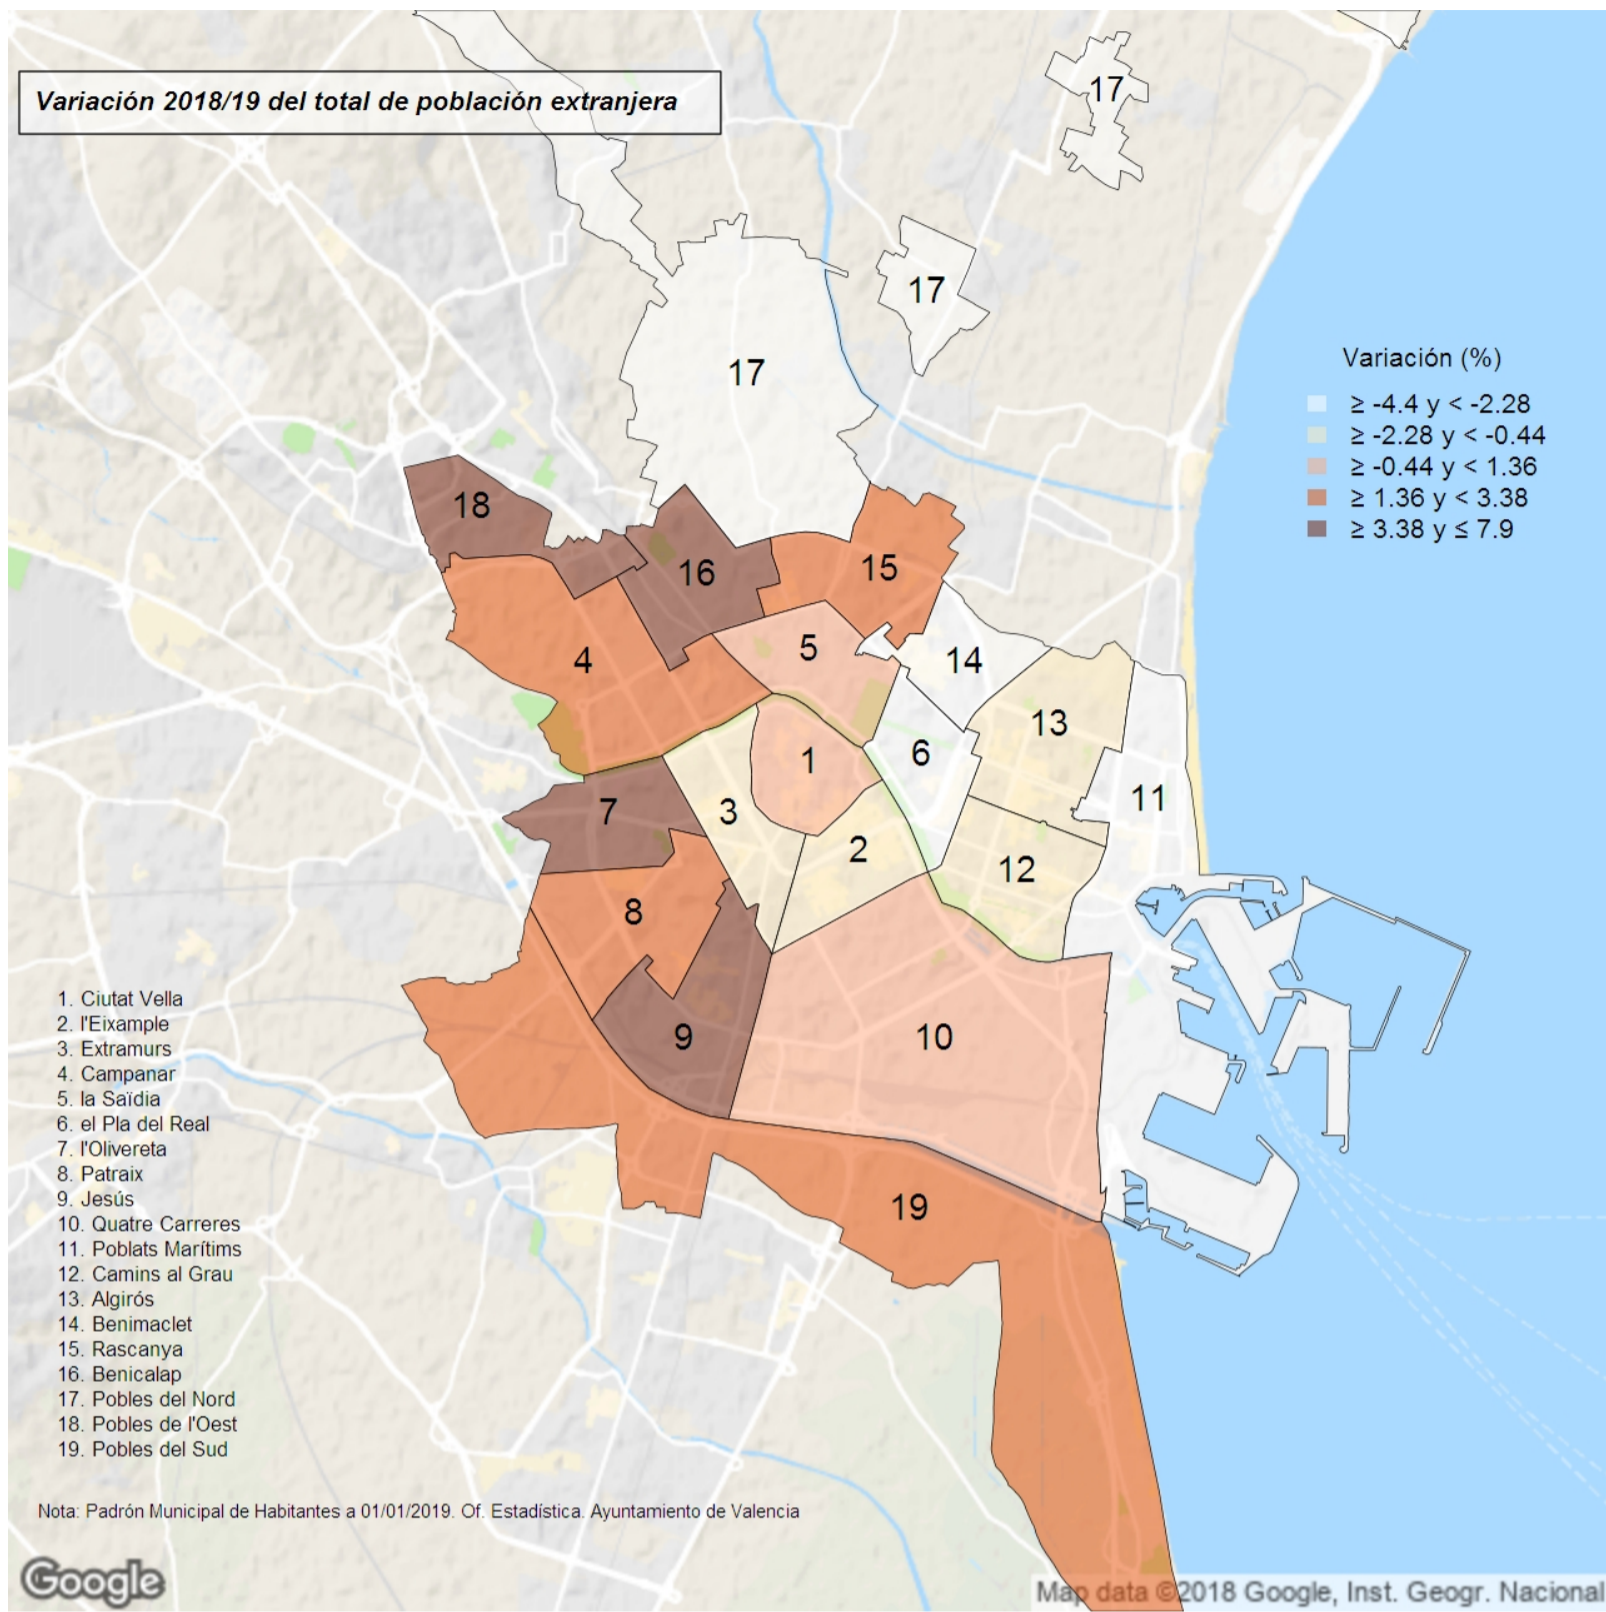 Variación 2018/19 del total de población extranjera
17
17
17
Variación (%)
≥ -4.4 y < -2.28
≥ -2.28 y < -0.44
≥ -0.44 y < 1.36
≥ 1.36 y < 3.38
≥ 3.38 y ≤ 7.9
18
16
15
4
5
14
13
6
1
11
7
3
2
12
8
10
9
19
1. Ciutat Vella
2. l'Eixample
3. Extramurs
4. Campanar
5. la Saïdia
6. el Pla del Real
7. l'Olivereta
8. Patraix
9. Jesús
10. Quatre Carreres
11. Poblats Marítims
12. Camins al Grau
13. Algirós
14. Benimaclet
15. Rascanya
16. Benicalap
17. Pobles del Nord
18. Pobles de l'Oest
19. Pobles del Sud
Nota: Padrón Municipal de Habitantes a 01/01/2019. Of. Estadística. Ayuntamiento de Valencia
Google
Map data ©2018 Google, Inst. Geogr. Nacional